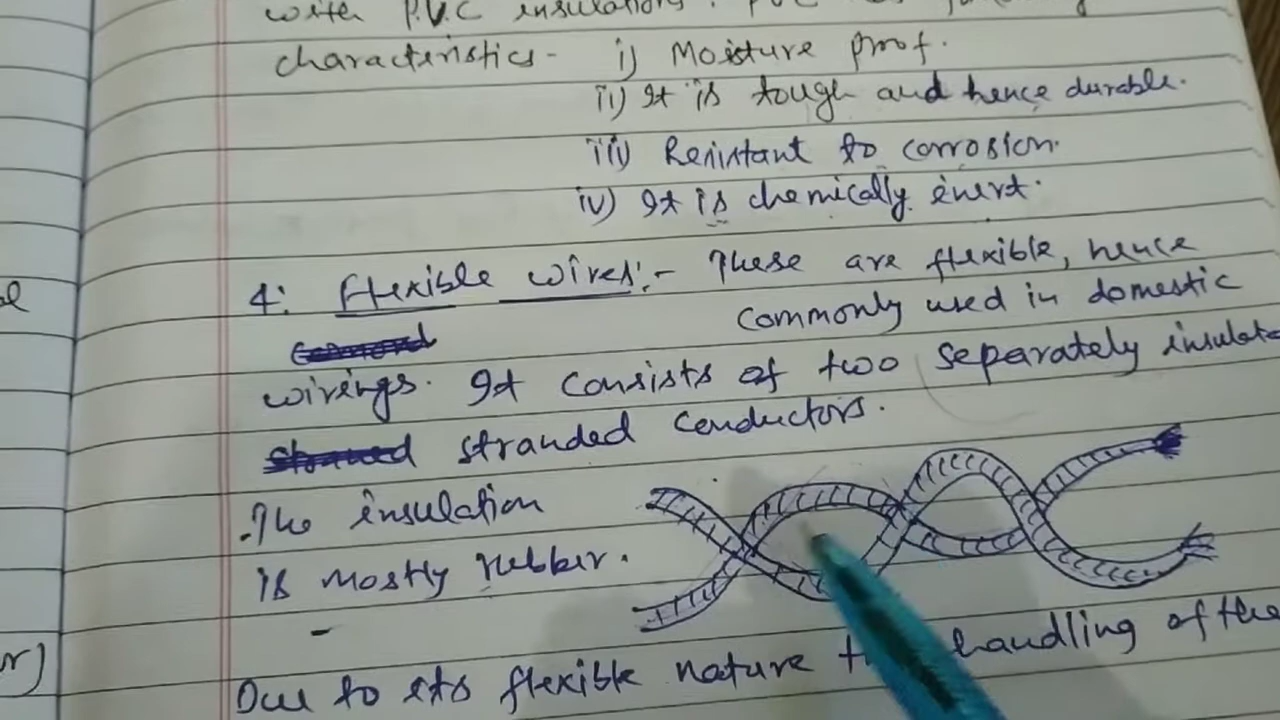 with P.V.C insulations.
characteristics - i) Moisture proof.
ii) It is tough and hence durable.
iii) Resistant to corrosion.
iv) It is chemically inert.
4: Flexible wires:- These are flexible, hence
commonly used in domestic
wirings. It consists of two separately insulate
stranded conductors.
The insulation
is mostly rubber.
Due to its flexible nature handling of the